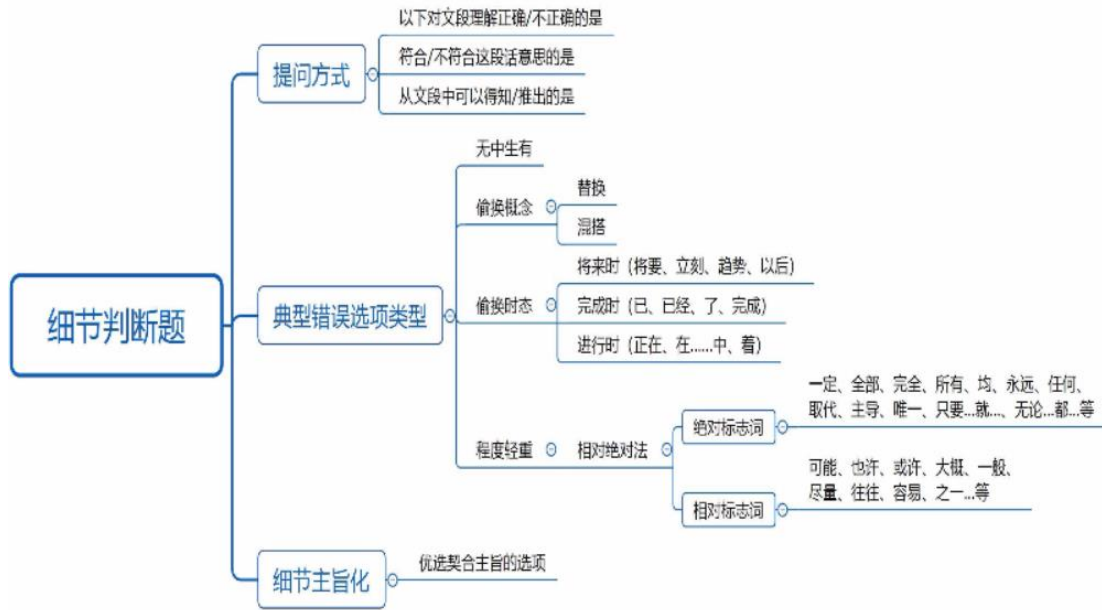 细节判断题
提问方式
以下对文段理解正确/不正确的是
符合/不符合这段话意思的是
从文段中可以得知/推出的是
典型错误选项类型
无中生有
偷换概念
替换
混搭
偷换时态
将来时（将要、立刻、趋势、以后）
完成时（已、已经、了、完成）
进行时（正在、在……中、着）
程度轻重
相对绝对法
绝对标志词
一定、全部、完全、所有、均、永远、任何、
取代、主导、唯一、只要...就...、无论...都...等
相对标志词
可能、也许、或许、大概、一般、
尽量、往往、容易、之一...等
细节主旨化
优选契合主旨的选项